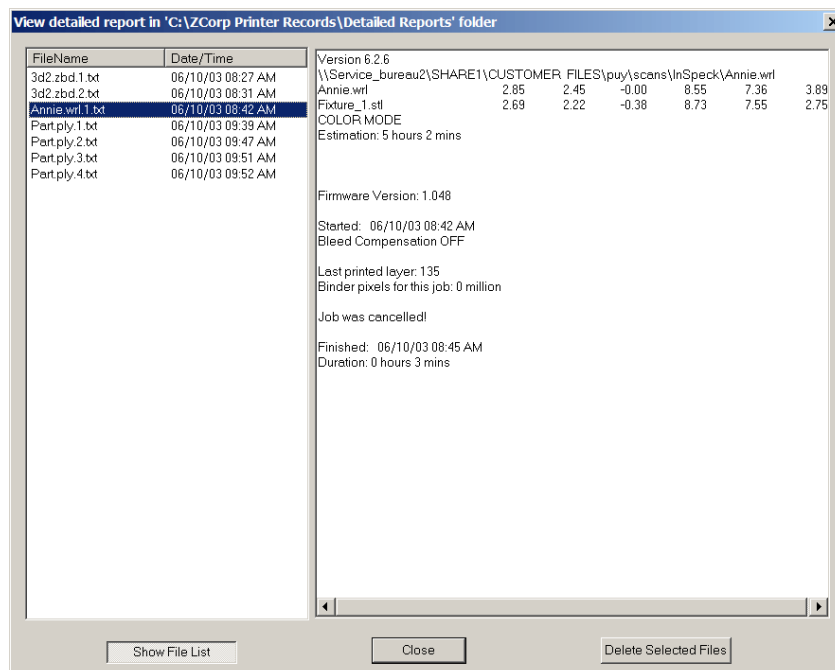 View detailed report in 'C:\ZCorp Printer Records\Detailed Reports' folder
FileName Date/Time
3d2.zbd.1.txt 06/10/03 08:27 AM
3d2.zbd.2.txt 06/10/03 08:31 AM
Annie.wrl.1.txt 06/10/03 08:42 AM
Part.ply.1.txt 06/10/03 09:39 AM
Part.ply.2.txt 06/10/03 09:47 AM
Part.ply.3.txt 06/10/03 09:51 AM
Part.ply.4.txt 06/10/03 09:52 AM
Version 6.2.6
\\Service_bureau2\SHARE1\CUSTOMER FILES\puy\scans\InSpeck\Annie.wrl
Annie.wrl 2.85 2.45 -0.00 8.55 7.36 3.89
Fixture_1.stl 2.69 2.22 -0.38 8.73 7.55 2.75
COLOR MODE
Estimation: 5 hours 2 mins
Firmware Version: 1.048
Started: 06/10/03 08:42 AM
Bleed Compensation OFF
Last printed layer: 135
Binder pixels for this job: 0 million
Job was cancelled!
Finished: 06/10/03 08:45 AM
Duration: 0 hours 3 mins
Show File List Close Delete Selected Files